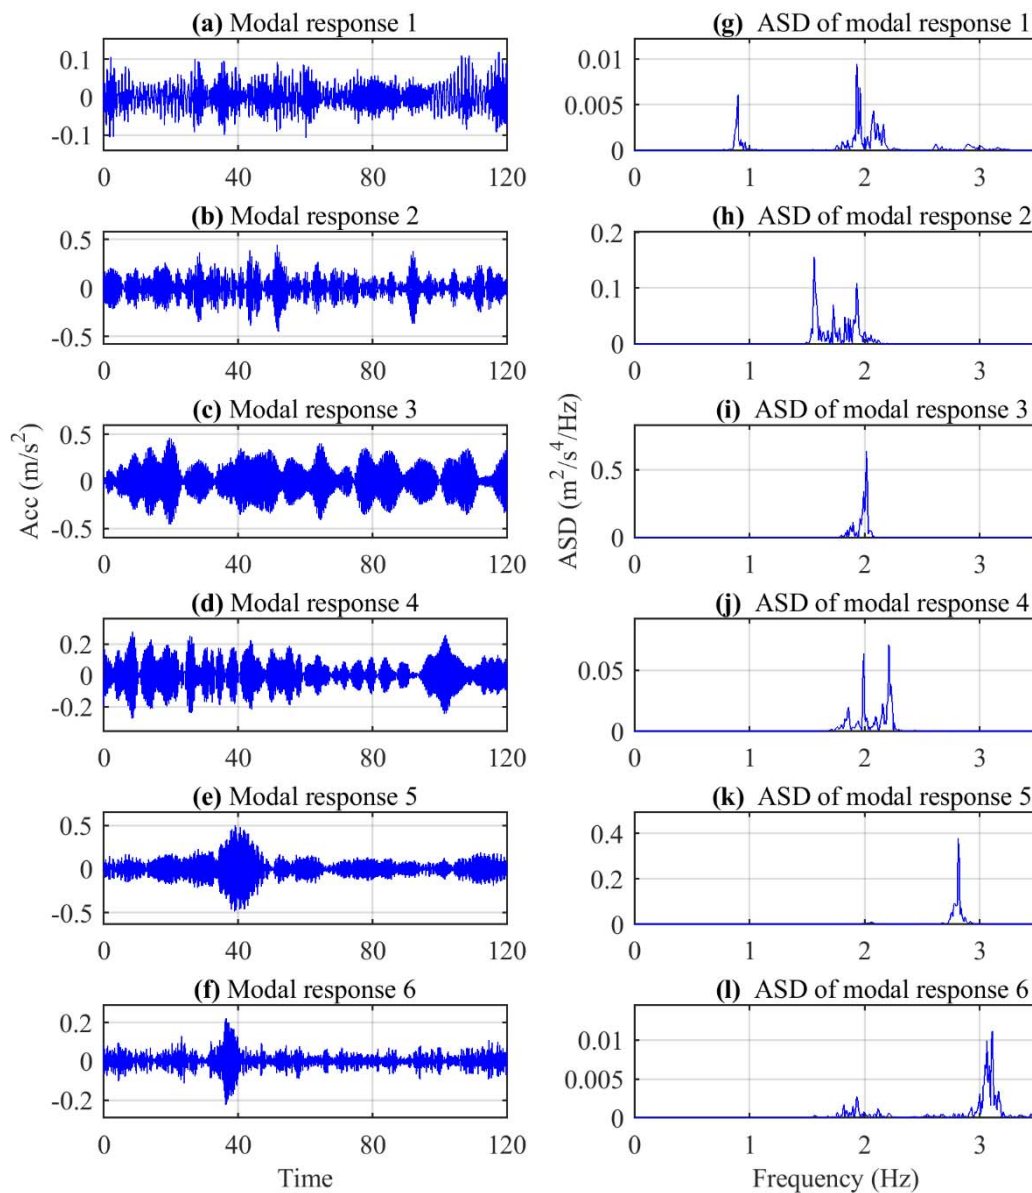 (a) Modal response 1
(g) ASD of modal response 1
0.1
0
-0.1
0 40 80 120
0.01
0.005
0
1 2 3
(b) Modal response 2
(h) ASD of modal response 2
0.5
0
-0.5
0 40 80 120
0.2
0.1
0
0 1 2 3
(c) Modal response 3
(i) ASD of modal response 3
0.5
0
-0.5
0 40 80 120
0.5
0
0 1 2 3
Acc (m/s²)
ASD (m²/s⁴/Hz)
(d) Modal response 4
(j) ASD of modal response 4
0.2
0
-0.2
0 40 80 120
0.05
0
0 1 2 3
(e) Modal response 5
(k) ASD of modal response 5
0.5
0
-0.5
0 40 80 120
0.4
0.2
0
0 1 2 3
(f) Modal response 6
(l) ASD of modal response 6
0.2
0
-0.2
0 40 80 120
0.01
0.005
0
0 1 2 3
Time
Frequency (Hz)